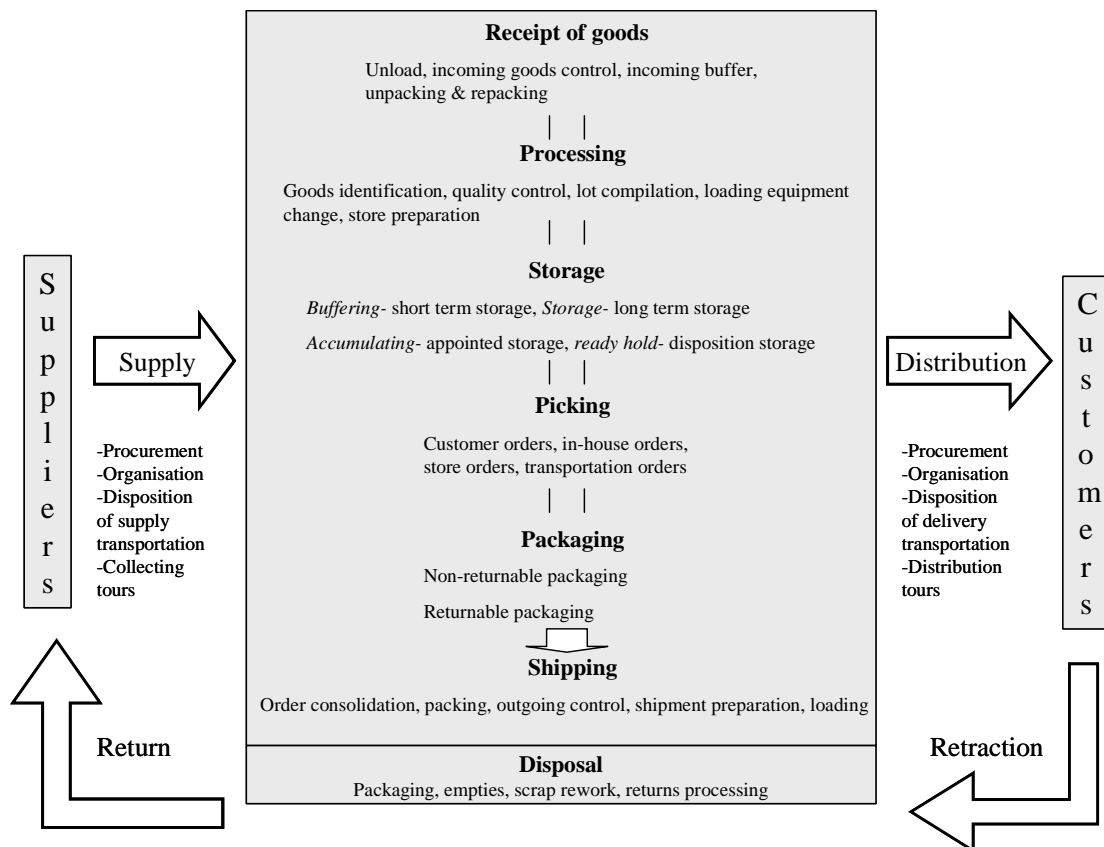 Receipt of goods
Unload, incoming goods control, incoming buffer,
unpacking & repacking
Processing
Goods identification, quality control, lot compilation, loading equipment
change, store preparation
Storage
Buffering- short term storage, Storage- long term storage
Accumulating- appointed storage, ready hold- disposition storage
Picking
Customer orders, in-house orders,
store orders, transportation orders
Packaging
Non-returnable packaging
Returnable packaging
Shipping
Order consolidation, packing, outgoing control, shipment preparation, loading
Disposal
Packaging, empties, scrap rework, returns processing
Suppliers
Supply
-Procurement
-Organisation
-Disposition
of supply
transportation
-Collecting
tours
Return
Distribution
-Procurement
-Organisation
-Disposition
of delivery
transportation
-Distribution
tours
Customers
Retraction